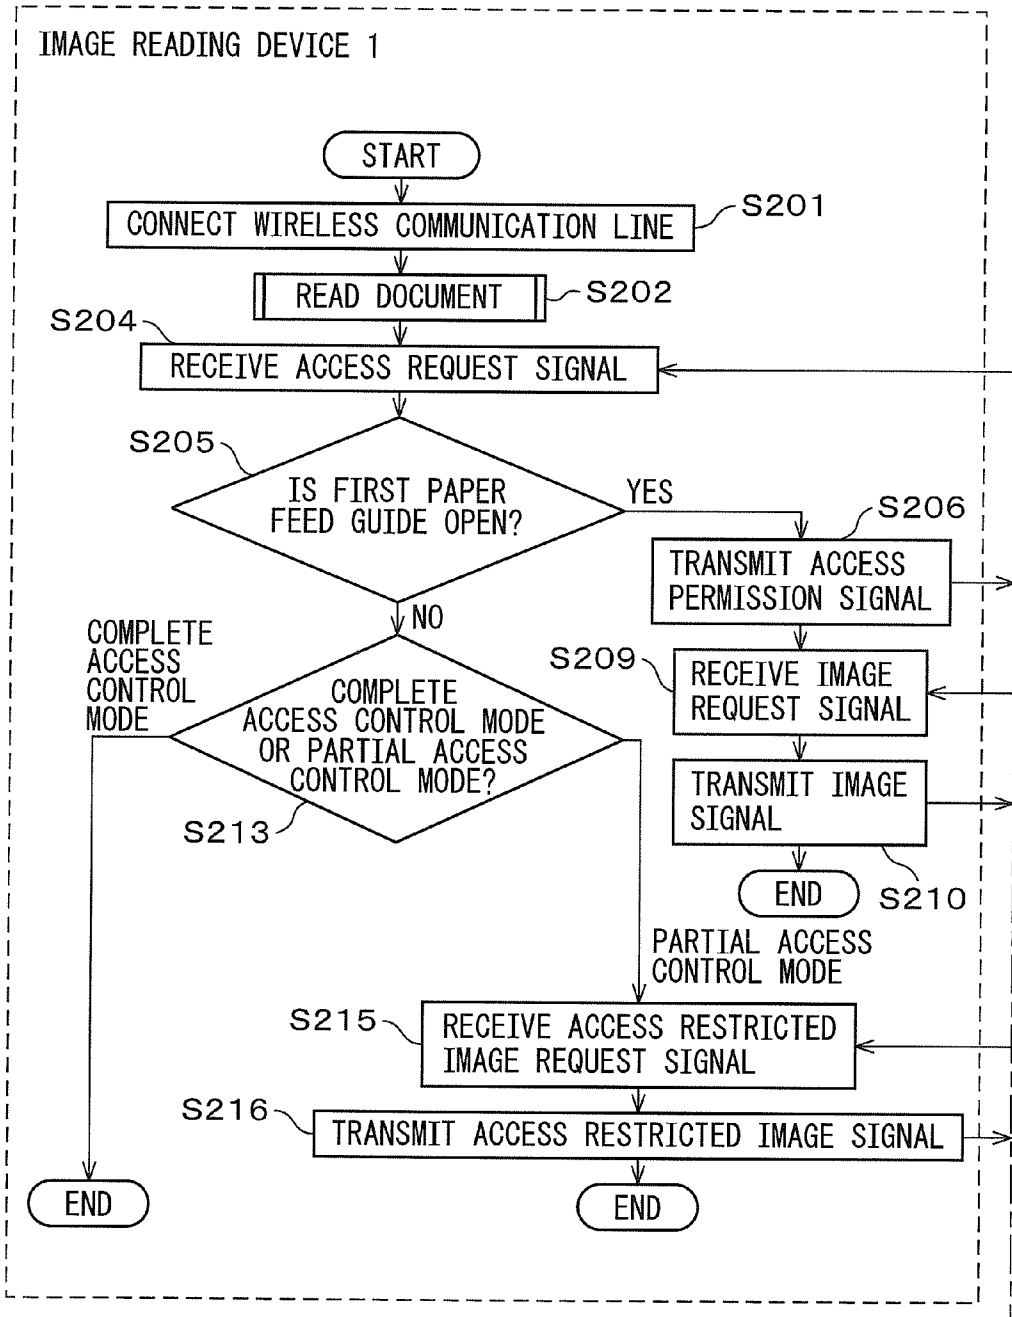 IMAGE READING DEVICE 1
START
CONNECT WIRELESS COMMUNICATION LINE
S201
READ DOCUMENT
S202
S204
RECEIVE ACCESS REQUEST SIGNAL
S205
IS FIRST PAPER
FEED GUIDE OPEN?
YES
S206
TRANSMIT ACCESS
PERMISSION SIGNAL
NO
S209
RECEIVE IMAGE
REQUEST SIGNAL
COMPLETE
ACCESS
CONTROL
MODE
COMPLETE
ACCESS CONTROL MODE
OR PARTIAL ACCESS
CONTROL MODE?
S213
TRANSMIT IMAGE
SIGNAL
S210
END
PARTIAL ACCESS
CONTROL MODE
S215
RECEIVE ACCESS RESTRICTED
IMAGE REQUEST SIGNAL
S216
TRANSMIT ACCESS RESTRICTED IMAGE SIGNAL
END
END